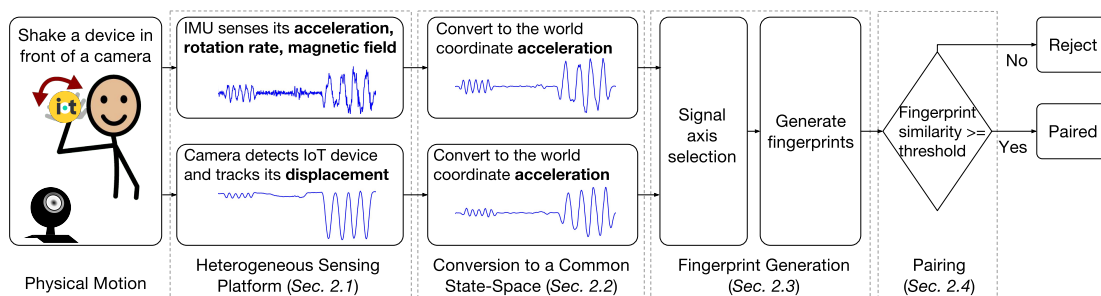 Shake a device in
front of a camera
i·t
Physical Motion
IMU senses its acceleration,
rotation rate, magnetic field
Camera detects IoT device
and tracks its displacement
Heterogeneous Sensing
Platform (Sec. 2.1)
Convert to the world
coordinate acceleration
Convert to the world
coordinate acceleration
Conversion to a Common
State-Space (Sec. 2.2)
Signal
axis
selection
Generate
fingerprints
Fingerprint Generation
(Sec. 2.3)
Fingerprint
similarity >=
threshold
No
Yes
Reject
Paired
Pairing
(Sec. 2.4)